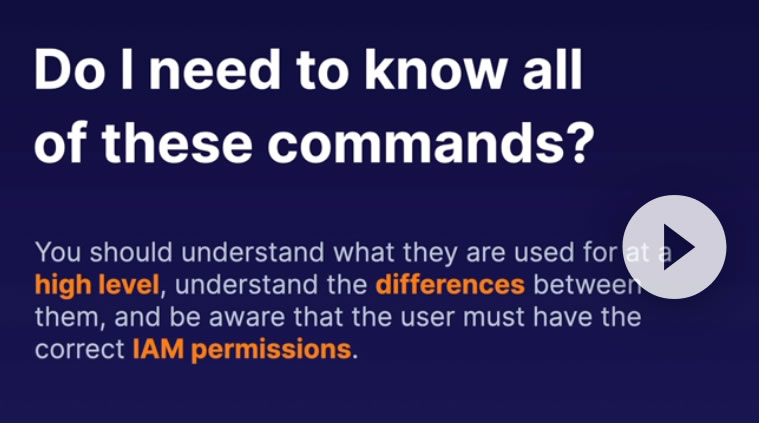 Do I need to know all
of these commands?
You should understand what they are used for at a
high level, understand the differences between
them, and be aware that the user must have the
correct IAM permissions.